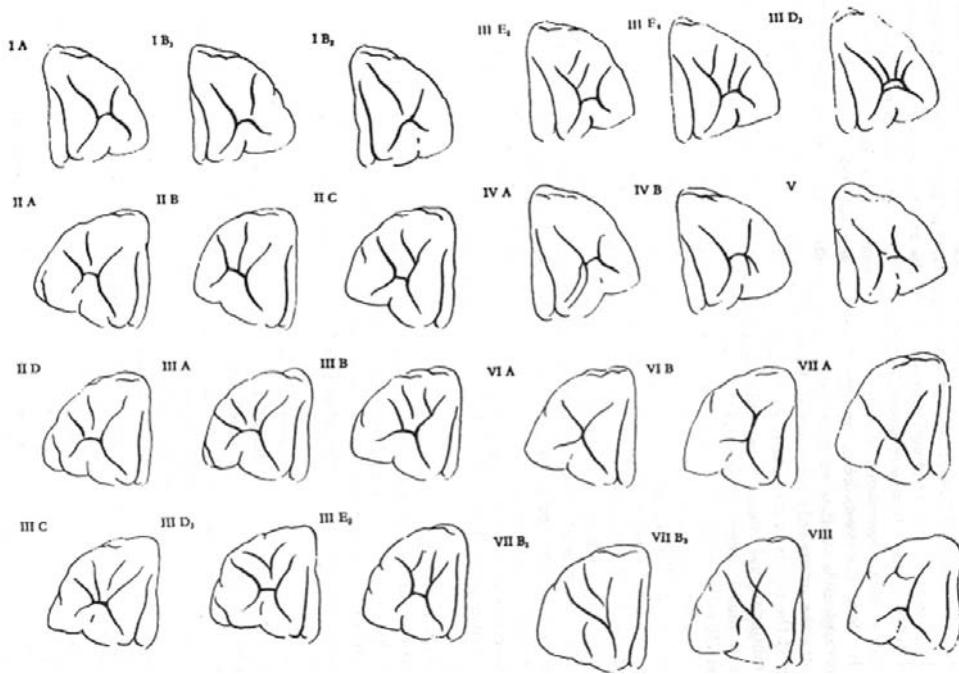 I A
I B₁
I B₂
III E₁
III F₁
III D₂
II A
II B
II C
IV A
IV B
V
II D
III A
III B
VI A
VI B
VII A
III C
III D₁
III E₂
VII B₁
VII B₂
VIII